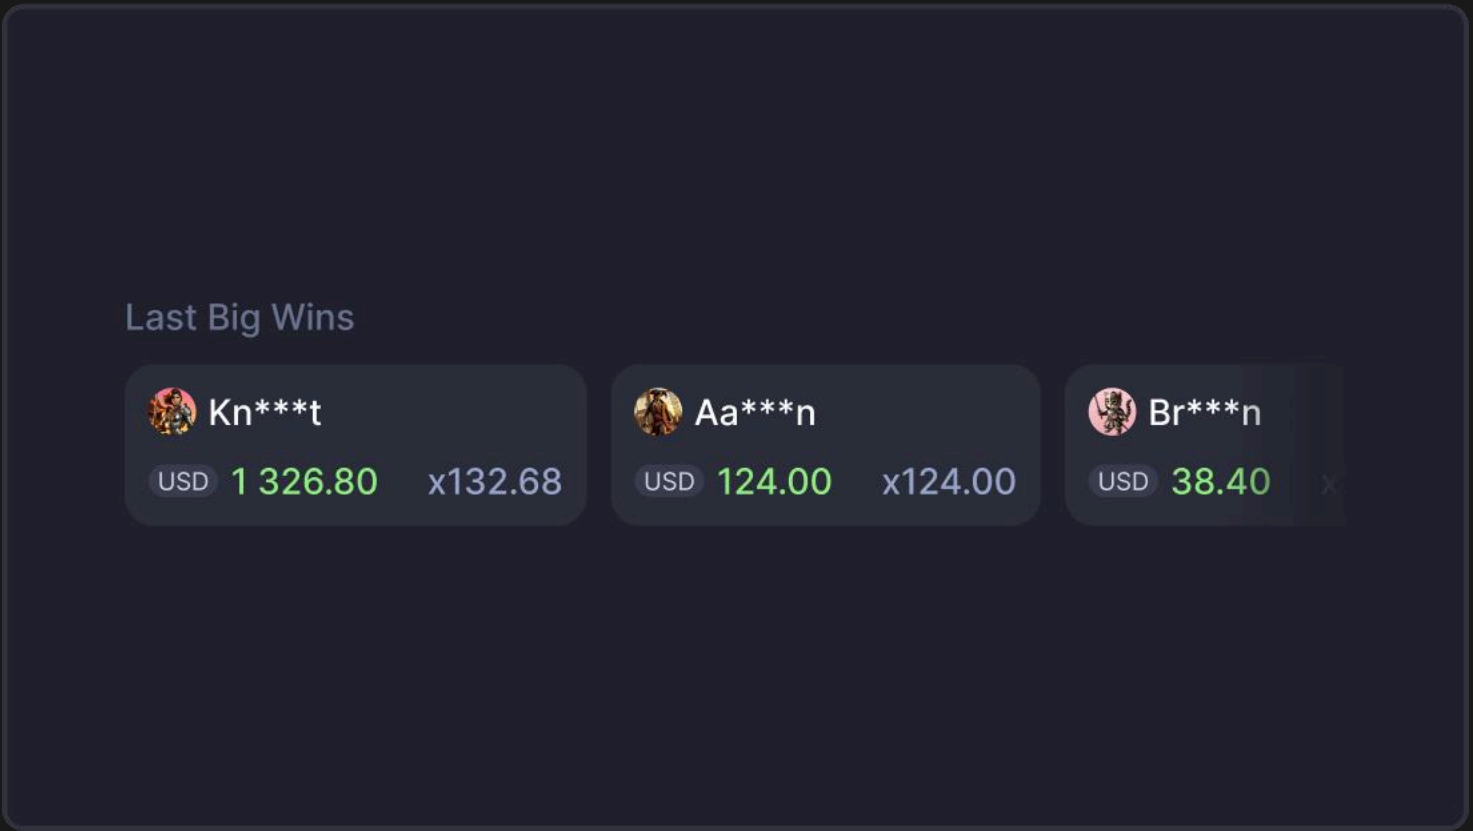 Last Big Wins
Kn***t
USD 1 326.80 x132.68
Aa***n
USD 124.00 x124.00
Br***n
USD 38.40